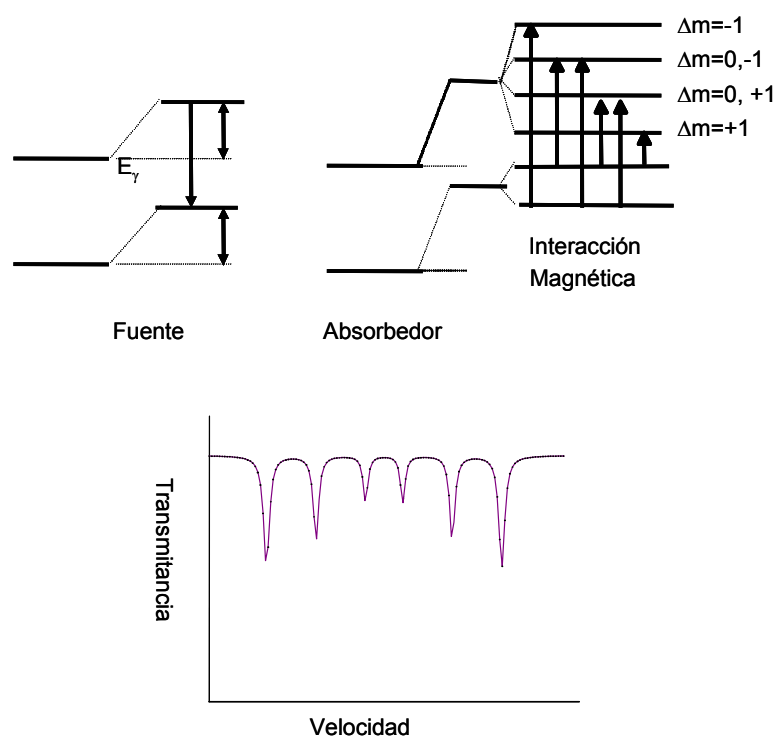 Δm=-1
Δm=0,-1
Δm=0, +1
Δm=+1
Eγ
Interacción
Magnética
Fuente
Absorbedor
Transmitancia
Velocidad